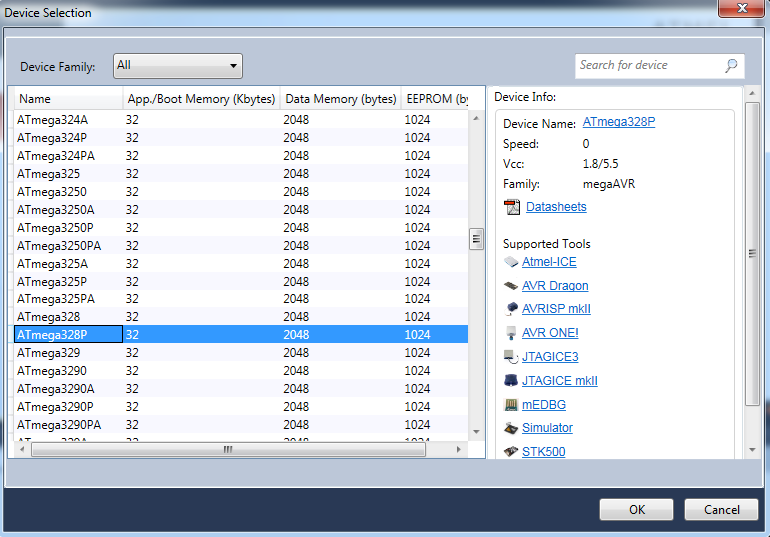 Device Selection
Device Family: All Search for device
Name App./Boot Memory (Kbytes) Data Memory (bytes) EEPROM (by
ATmega324A 32 2048 1024
ATmega324P 32 2048 1024
ATmega324PA 32 2048 1024
ATmega325 32 2048 1024
ATmega3250 32 2048 1024
ATmega3250A 32 2048 1024
ATmega3250P 32 2048 1024
ATmega3250PA 32 2048 1024
ATmega325A 32 2048 1024
ATmega325P 32 2048 1024
ATmega325PA 32 2048 1024
ATmega328 32 2048 1024
ATmega328P 32 2048 1024
ATmega329 32 2048 1024
ATmega3290 32 2048 1024
ATmega3290A 32 2048 1024
ATmega3290P 32 2048 1024
ATmega3290PA 32 2048 1024
ATmega329A 32 2048 1024
Device Info:
Device Name: ATmega328P
Speed: 0
Vcc: 1.8/5.5
Family: megaAVR
Datasheets
Supported Tools
Atmel-ICE
AVR Dragon
AVRISP mkII
AVR ONE!
JTAGICE3
JTAGICE mkII
mEDBG
Simulator
STK500
OK Cancel